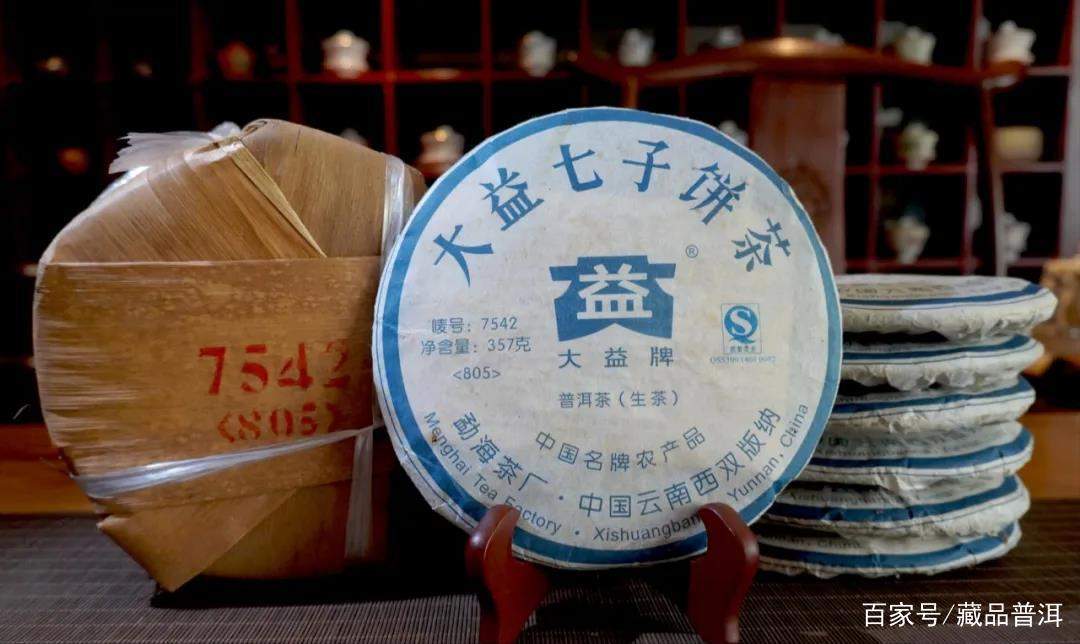 7542
<805>
大益七子饼茶
益
®
唛号: 7542
净含量: 357克
<805>
大益牌
普洱茶（生茶）
中国名牌农产品
勐海茶厂·中国云南西双版纳
Menghai Tea Factory · Xishuangban Yunnan, China
百家号/藏品普洱